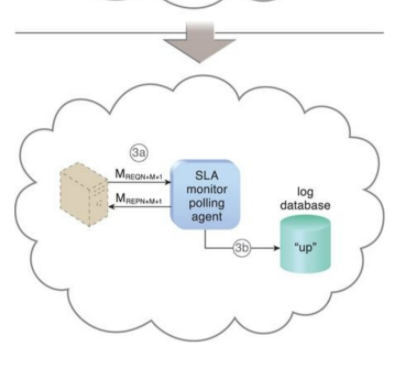 3a
MREQN+M+1
MREPN+M+1
SLA
monitor
polling
agent
3b
log
database
"up"